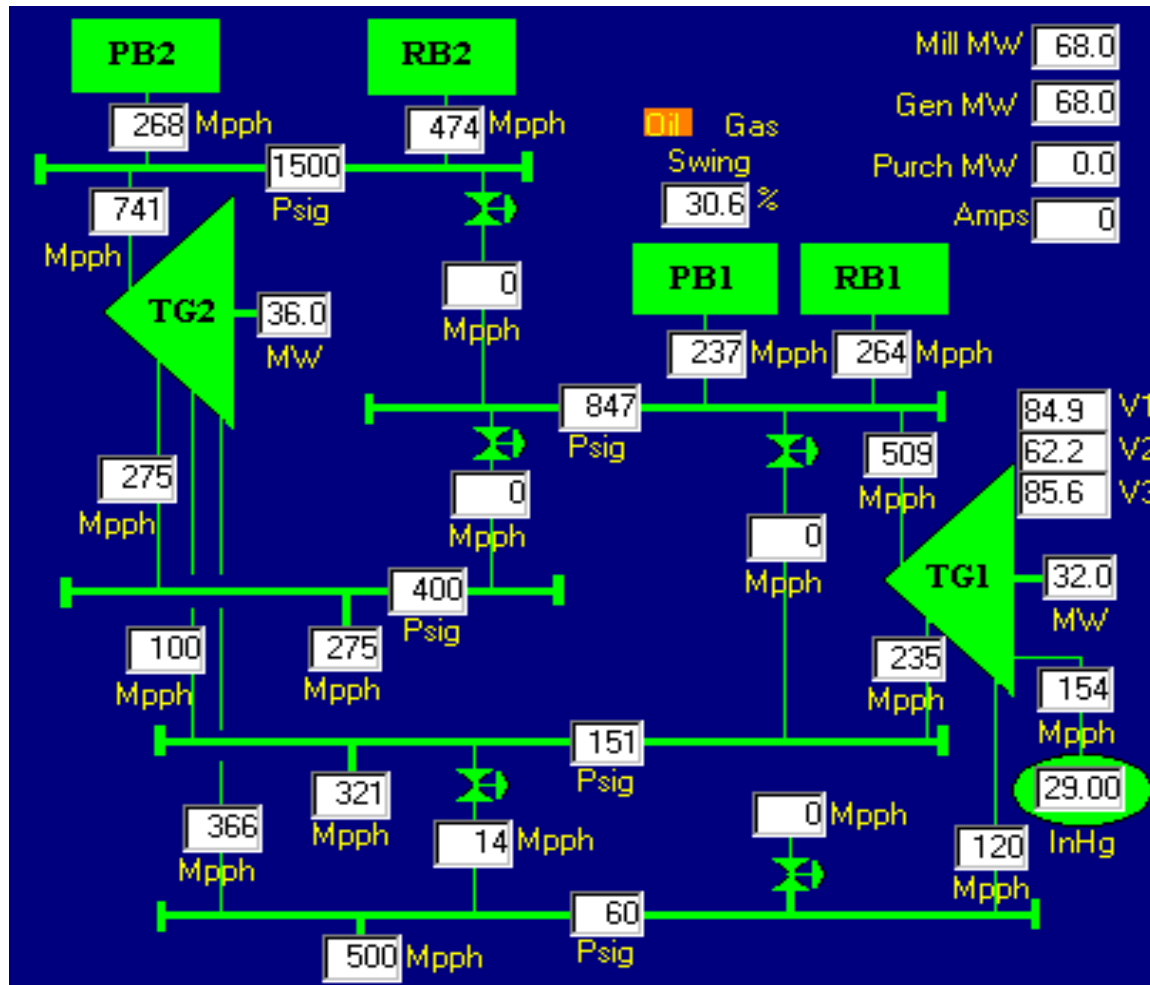 PB2
RB2
Mill MW 68.0
268 Mpph
474 Mpph
Oil Gas
Gen MW 68.0
1500
Psig
Swing
30.6 %
Purch MW 0.0
741
Mpph
Amps 0
TG2
36.0
MW
0
Mpph
PB1
RB1
237 Mpph
264 Mpph
847
Psig
84.9 V1
62.2 V2
85.6 V3
509
Mpph
275
Mpph
0
Mpph
0
Mpph
TG1
32.0
MW
400
Psig
100
Mpph
275
Mpph
235
Mpph
154
Mpph
151
Psig
321
Mpph
29.00
InHg
366
Mpph
14 Mpph
0 Mpph
120
Mpph
60
Psig
500 Mpph